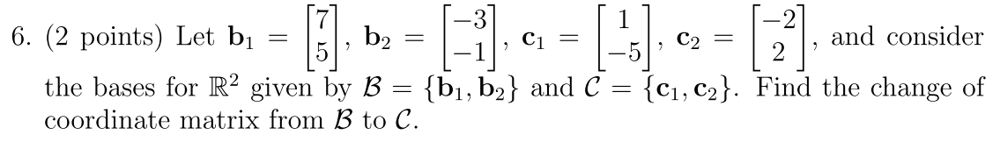 6. (2 points) Let $\mathbf{b}_1 = \begin{bmatrix} 7 \\ 5 \end{bmatrix}$, $\mathbf{b}_2 = \begin{bmatrix} -3 \\ -1 \end{bmatrix}$, $\mathbf{c}_1 = \begin{bmatrix} 1 \\ -5 \end{bmatrix}$, $\mathbf{c}_2 = \begin{bmatrix} -2 \\ 2 \end{bmatrix}$, and consider
the bases for $\mathbb{R}^2$ given by $\mathcal{B} = \{\mathbf{b}_1, \mathbf{b}_2\}$ and $\mathcal{C} = \{\mathbf{c}_1, \mathbf{c}_2\}$. Find the change of
coordinate matrix from $\mathcal{B}$ to $\mathcal{C}$.